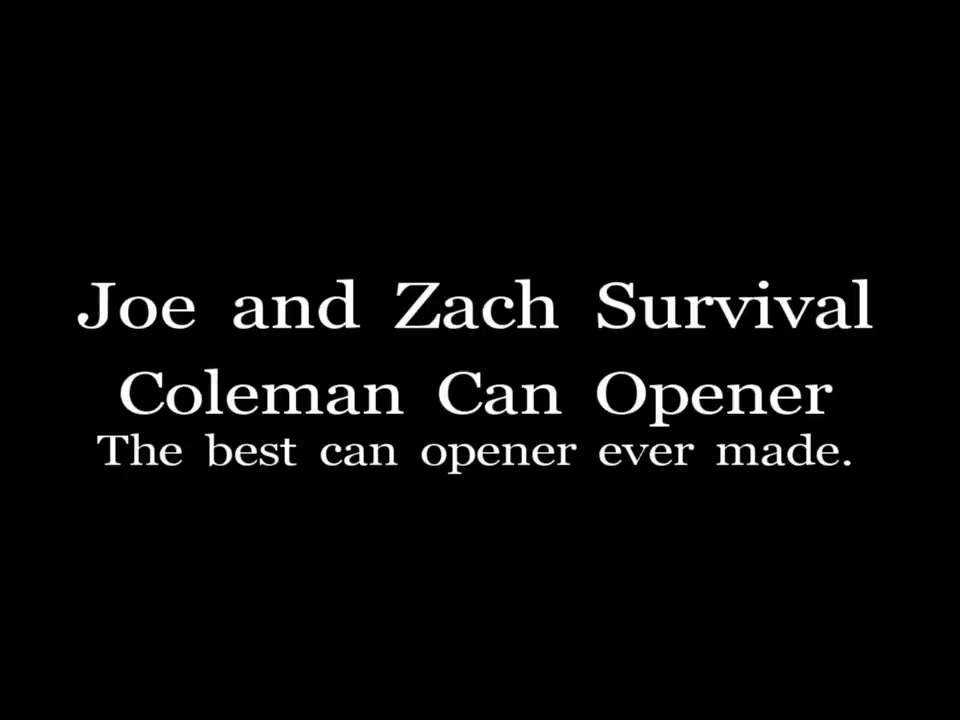 Joe and Zach Survival
Coleman Can Opener
The best can opener ever made.